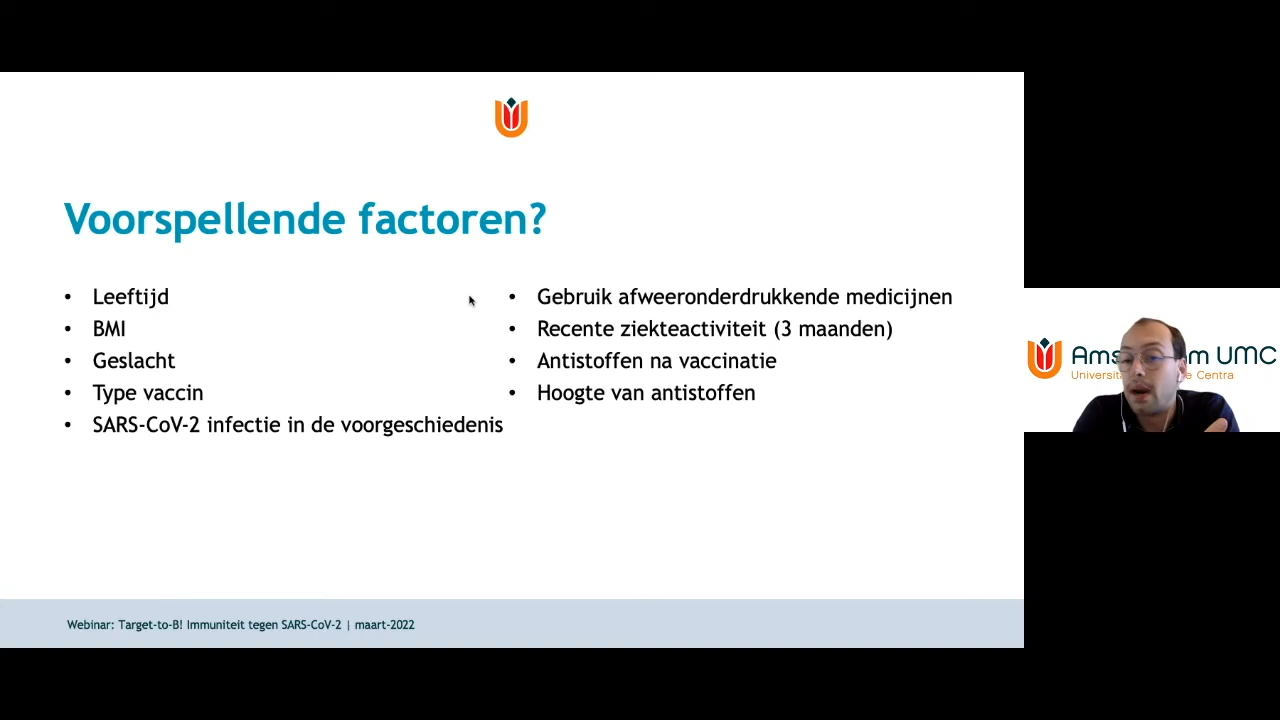 Voorspellende factoren?
• Leeftijd
• BMI
• Geslacht
• Type vaccin
• SARS-CoV-2 infectie in de voorgeschiedenis
• Gebruik afweeronderdrukkende medicijnen
• Recente ziekteactiviteit (3 maanden)
• Antistoffen na vaccinatie
• Hoogte van antistoffen
Webinar: Target-to-B! Immuniteit tegen SARS-CoV-2 | maart-2022
UMC
Centra